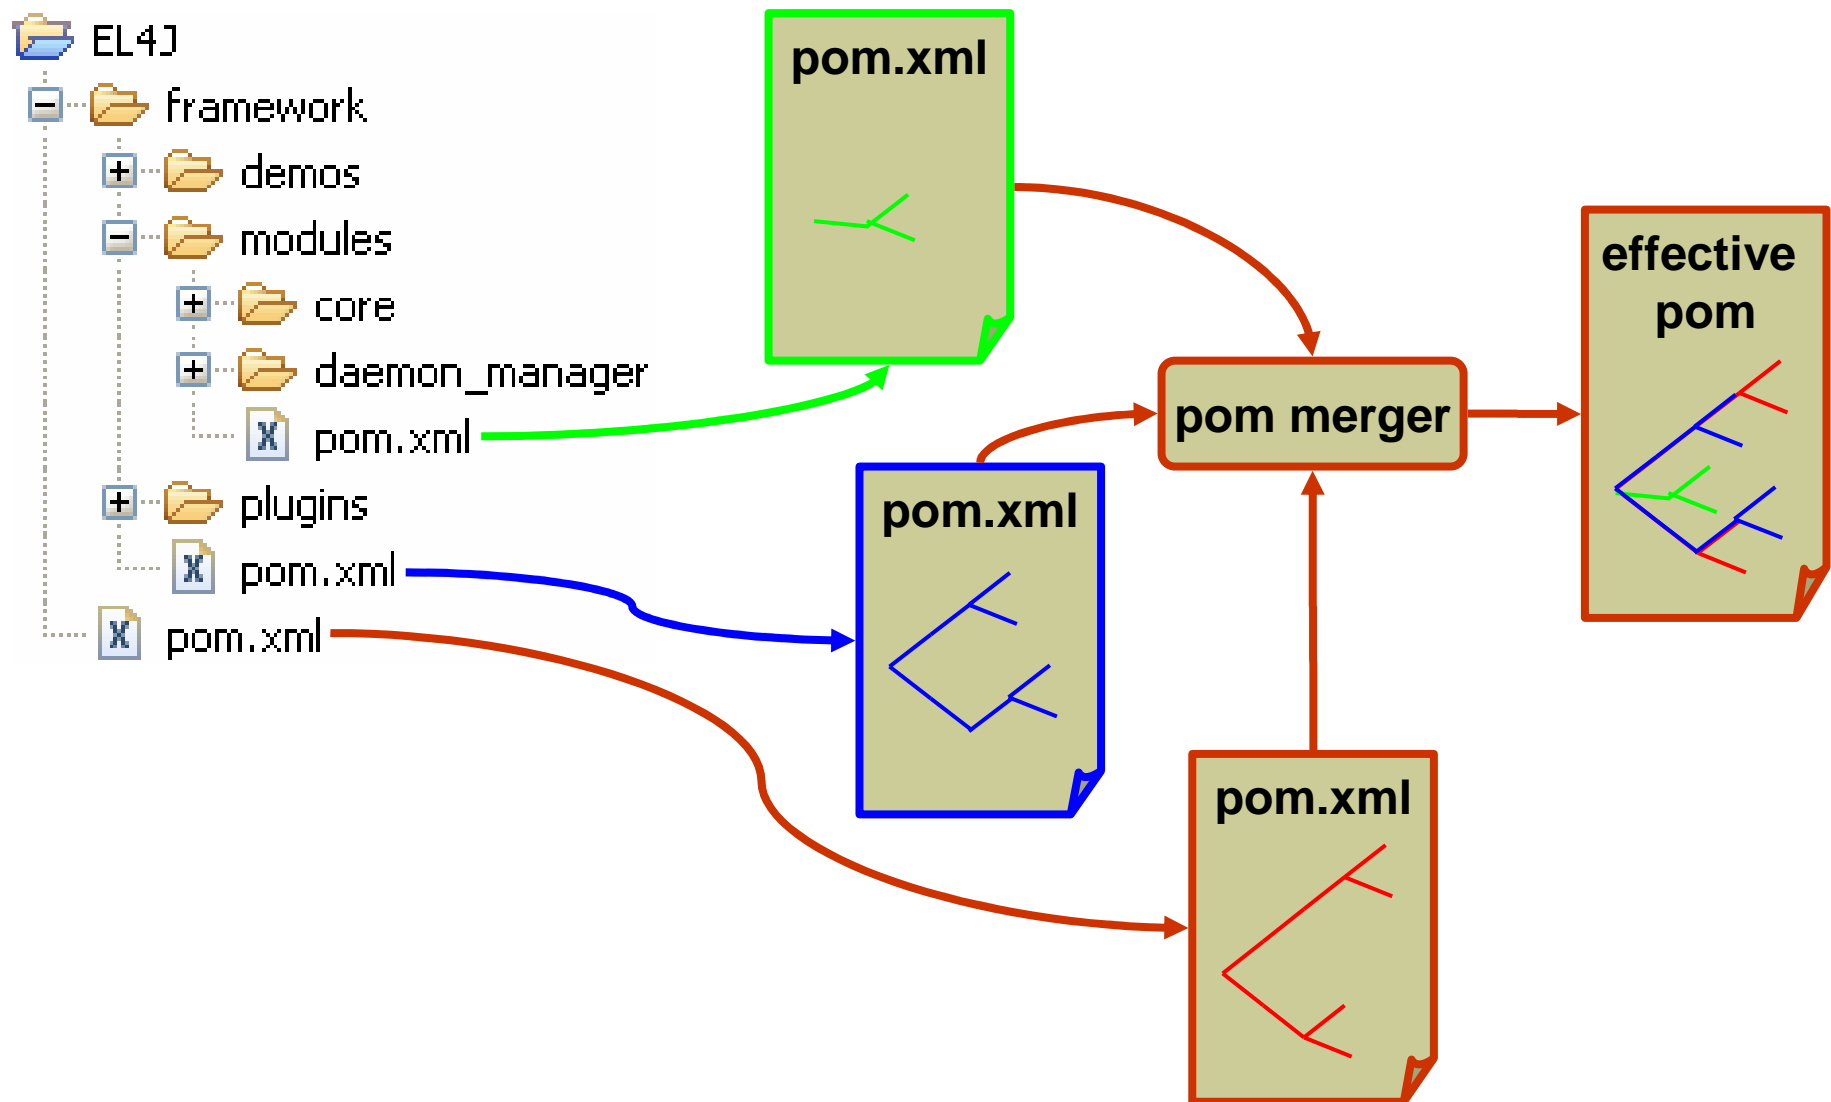 EL4J
framework
demos
modules
core
daemon_manager
pom.xml
plugins
pom.xml
pom.xml
pom.xml
pom.xml
pom.xml
pom merger
effective
pom